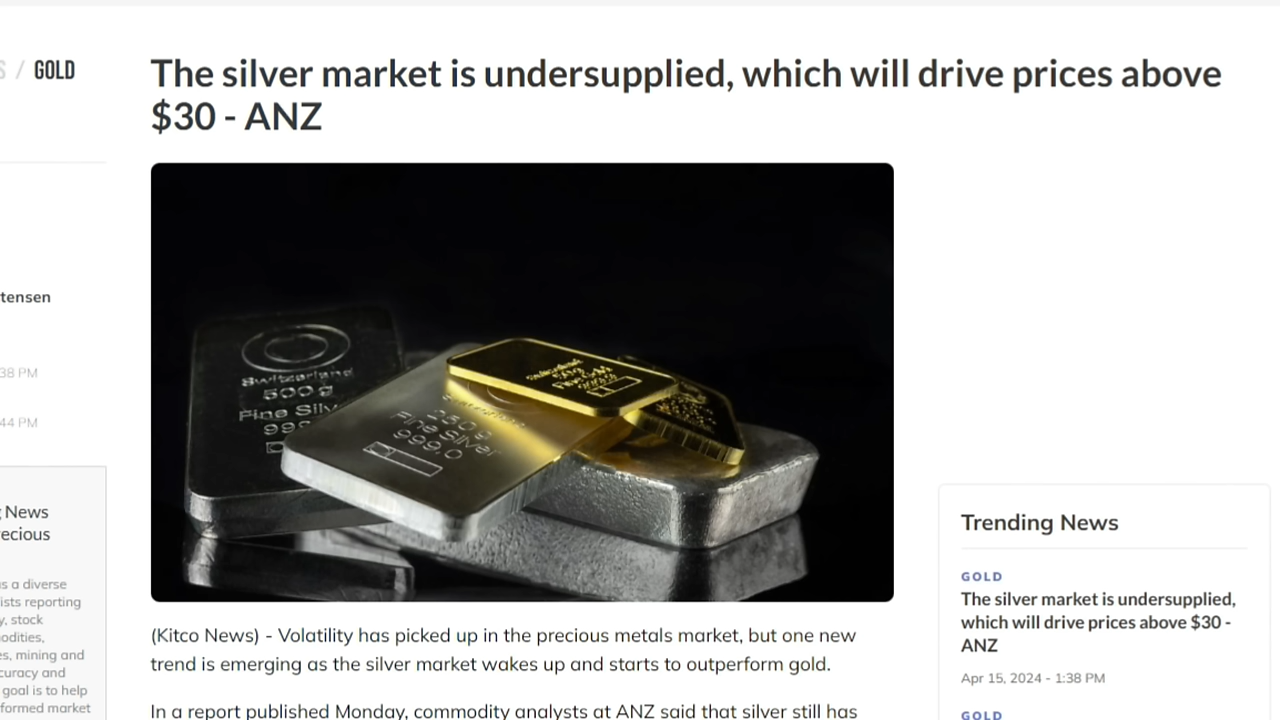 S / GOLD
The silver market is undersupplied, which will drive prices above
$30 - ANZ
tensen
38 PM
44 PM
Switzerland
500 g
Fine Silv
999
250 g
Fine Silver
999,0
g News
recious
s a diverse
ists reporting
y, stock
odities,
es, mining and
curacy and
goal is to help
formed market
(Kitco News) - Volatility has picked up in the precious metals market, but one new
trend is emerging as the silver market wakes up and starts to outperform gold.
In a report published Monday, commodity analysts at ANZ said that silver still has
Trending News
GOLD
The silver market is undersupplied,
which will drive prices above $30 -
ANZ
Apr 15, 2024 - 1:38 PM
GOLD